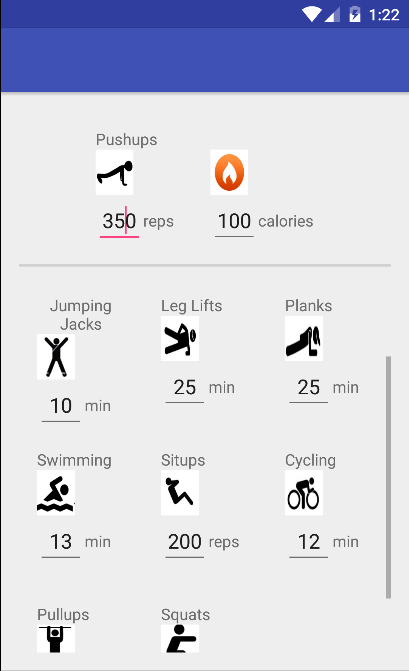 1:22
Pushups
350 reps
100 calories
Jumping
Jacks
Leg Lifts
Planks
10 min
25 min
25 min
Swimming
Situps
Cycling
13 min
200 reps
12 min
Pullups
Squats